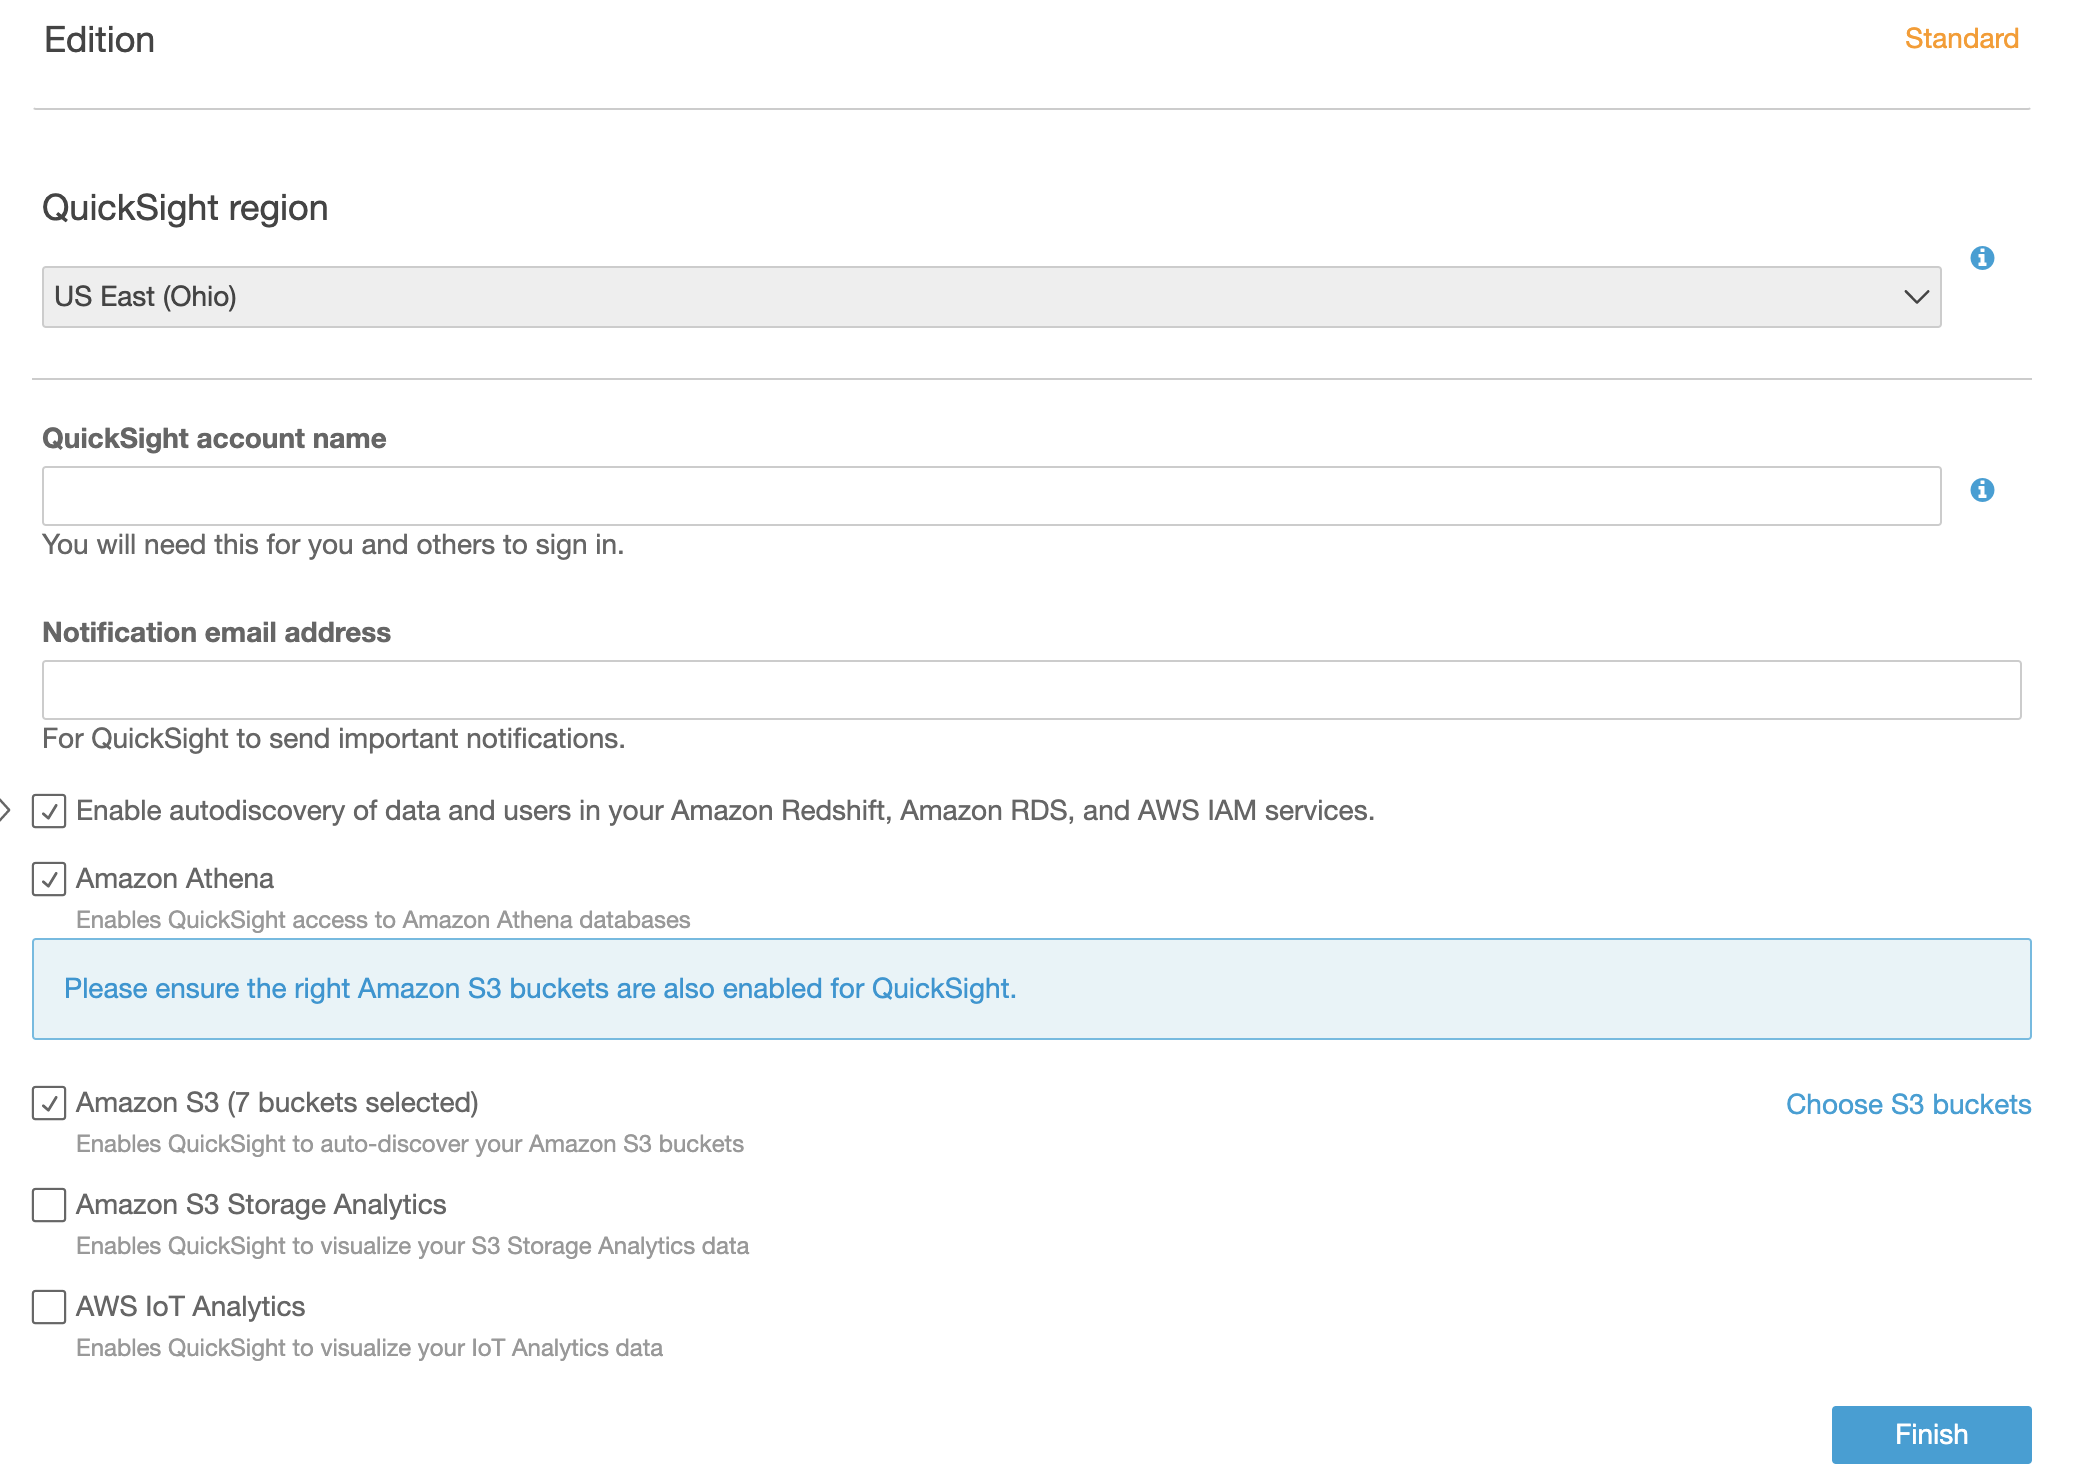 Edition
Standard
QuickSight region
US East (Ohio)
QuickSight account name
You will need this for you and others to sign in.
Notification email address
For QuickSight to send important notifications.
Enable autodiscovery of data and users in your Amazon Redshift, Amazon RDS, and AWS IAM services.
Amazon Athena
Enables QuickSight access to Amazon Athena databases
Please ensure the right Amazon S3 buckets are also enabled for QuickSight.
Amazon S3 (7 buckets selected)
Choose S3 buckets
Enables QuickSight to auto-discover your Amazon S3 buckets
Amazon S3 Storage Analytics
Enables QuickSight to visualize your S3 Storage Analytics data
AWS IoT Analytics
Enables QuickSight to visualize your IoT Analytics data
Finish